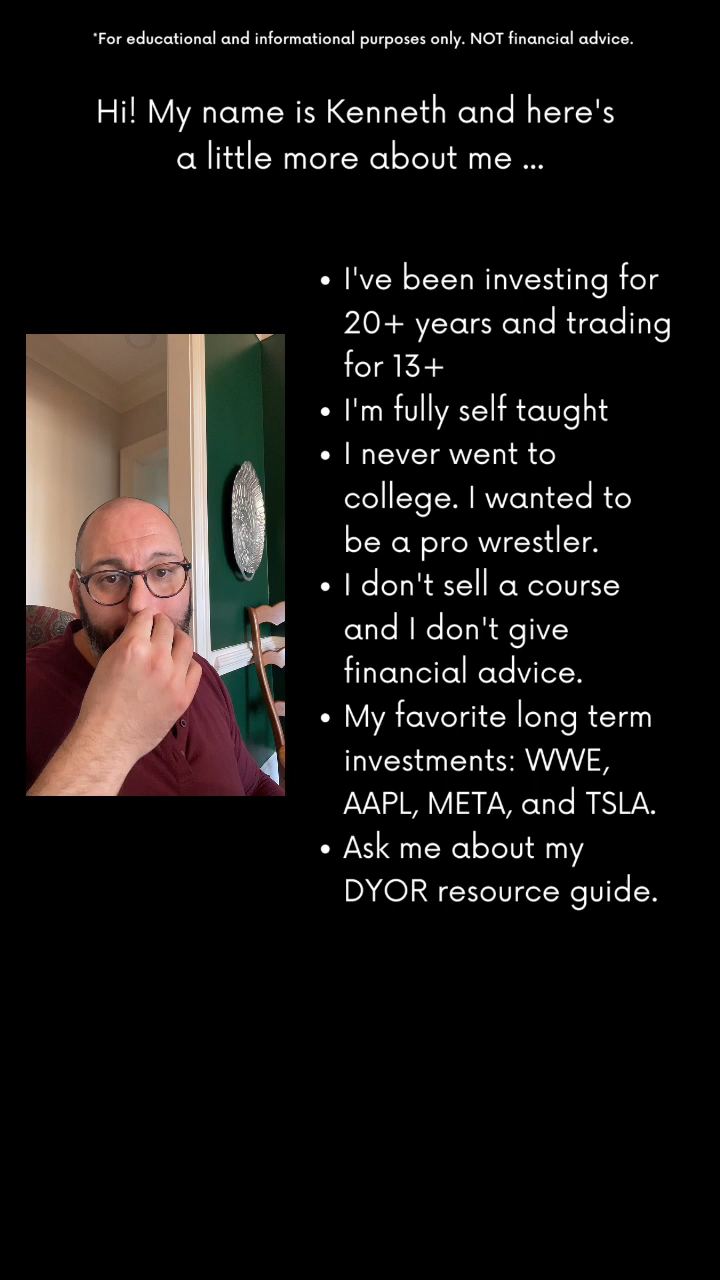 *For educational and informational purposes only. NOT financial advice.
Hi! My name is Kenneth and here's
a little more about me ...
• I've been investing for
20+ years and trading
for 13+
• I'm fully self taught
• I never went to
college. I wanted to
be a pro wrestler.
• I don't sell a course
and I don't give
financial advice.
• My favorite long term
investments: WWE,
AAPL, META, and TSLA.
• Ask me about my
DYOR resource guide.